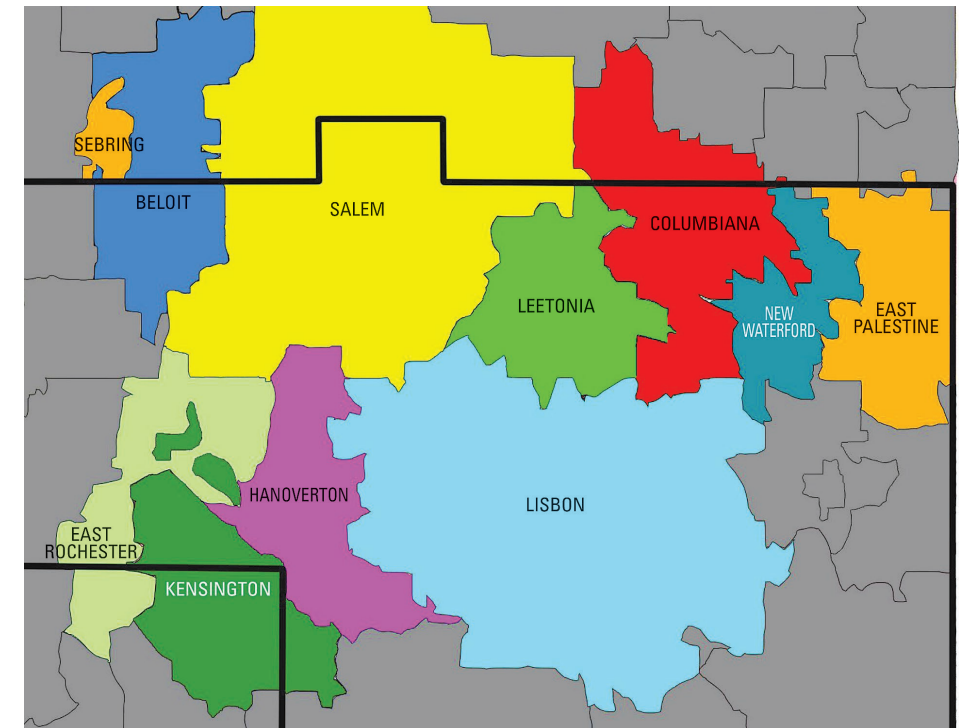 SEBRING
BELOIT
SALEM
COLUMBIANA
LEETONIA
NEW
WATERFORD
EAST
PALESTINE
HANOVERTON
LISBON
EAST
ROCHESTER
KENSINGTON